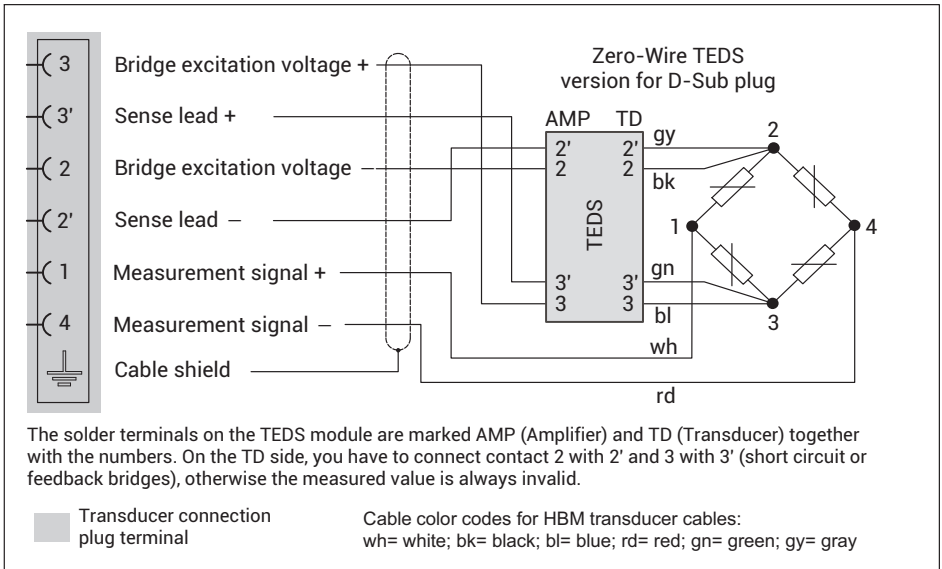 Zero-Wire TEDS
version for D-Sub plug
3 Bridge excitation voltage +
3' Sense lead +
2 Bridge excitation voltage –
2' Sense lead –
1 Measurement signal +
4 Measurement signal –
Cable shield
AMP TD
2' 2' gy
2 2 bk
TEDS
3' 3' gn
3 3 bl
wh
rd
2
1
4
3
The solder terminals on the TEDS module are marked AMP (Amplifier) and TD (Transducer) together
with the numbers. On the TD side, you have to connect contact 2 with 2' and 3 with 3' (short circuit or
feedback bridges), otherwise the measured value is always invalid.
Transducer connection
plug terminal
Cable color codes for HBM transducer cables:
wh= white; bk= black; bl= blue; rd= red; gn= green; gy= gray